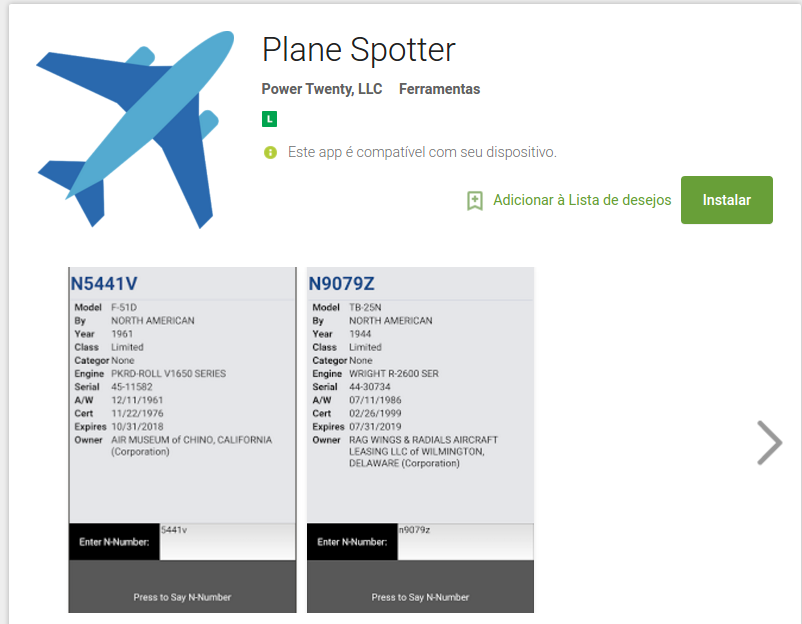 Plane Spotter
Power Twenty, LLC Ferramentas
L
Este app é compatível com seu dispositivo.
Adicionar à Lista de desejos
Instalar
N5441V
Model F-51D
By NORTH AMERICAN
Year 1961
Class Limited
Categor None
Engine PKRD-ROLL V1650 SERIES
Serial 45-11582
A/W 12/11/1961
Cert 11/22/1976
Expires 10/31/2018
Owner AIR MUSEUM of CHINO, CALIFORNIA
(Corporation)
Enter N-Number: 5441v
Press to Say N-Number
N9079Z
Model TB-25N
By NORTH AMERICAN
Year 1944
Class Limited
Categor None
Engine WRIGHT R-2600 SER
Serial 44-30734
A/W 07/11/1986
Cert 02/26/1999
Expires 07/31/2019
Owner RAG WINGS & RADIALS AIRCRAFT
LEASING LLC of WILMINGTON,
DELAWARE (Corporation)
Enter N-Number: n9079z
Press to Say N-Number